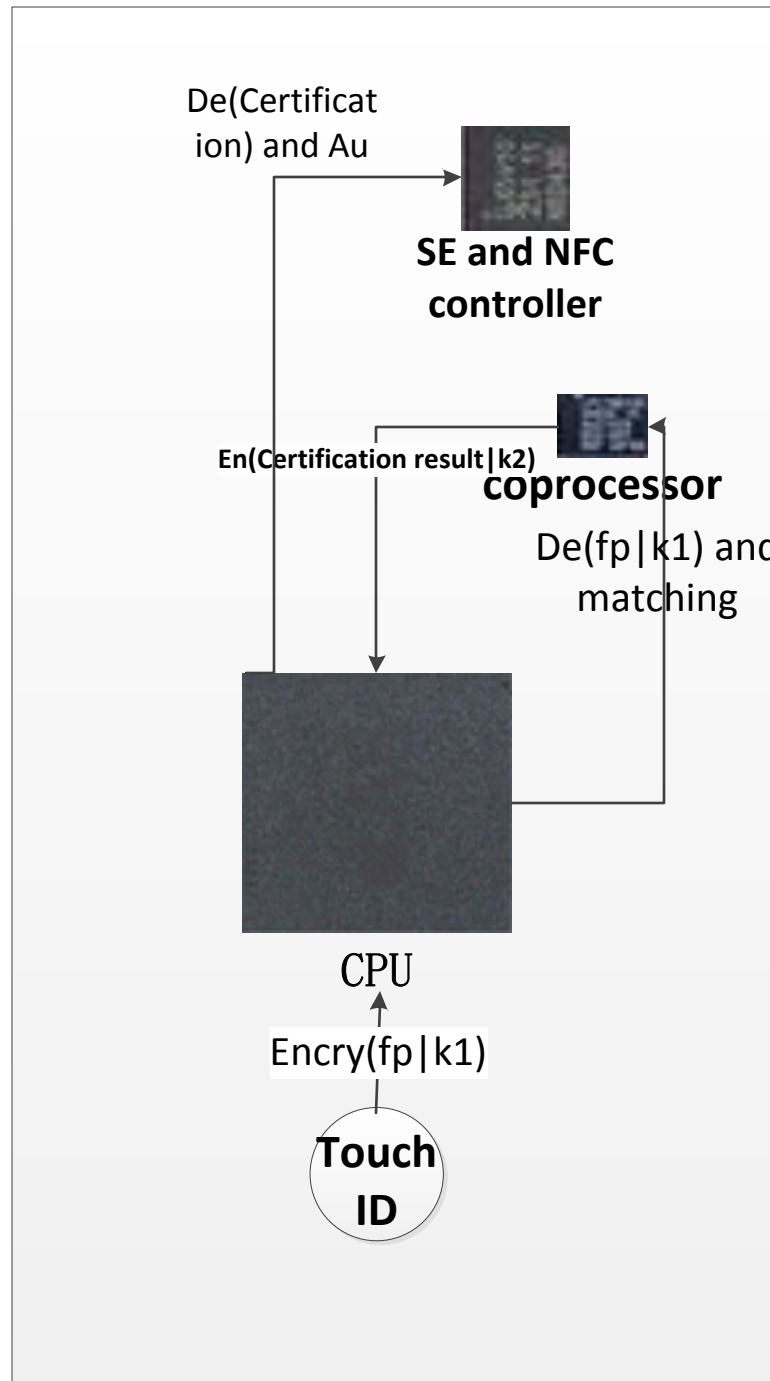 De(Certificat
ion) and Au
SE and NFC
controller
En(Certification result|k2)
coprocessor
De(fp|k1) and
matching
CPU
Encry(fp|k1)
Touch
ID